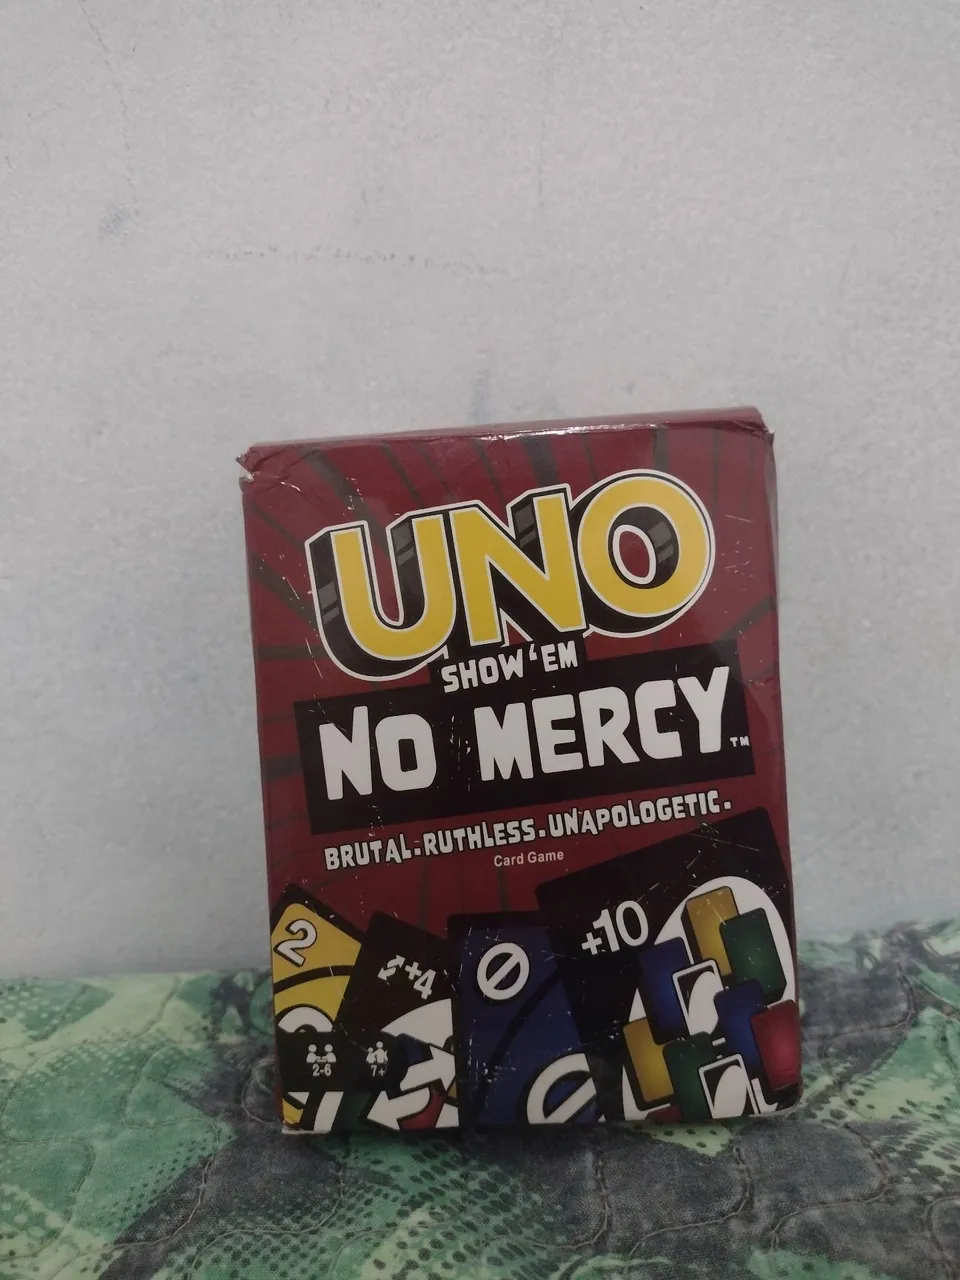 UNO
SHOW 'EM
NO MERCY™
BRUTAL.RUTHLESS.UNAPOLOGETIC.
Card Game
2
+4
+10
2-6
7+